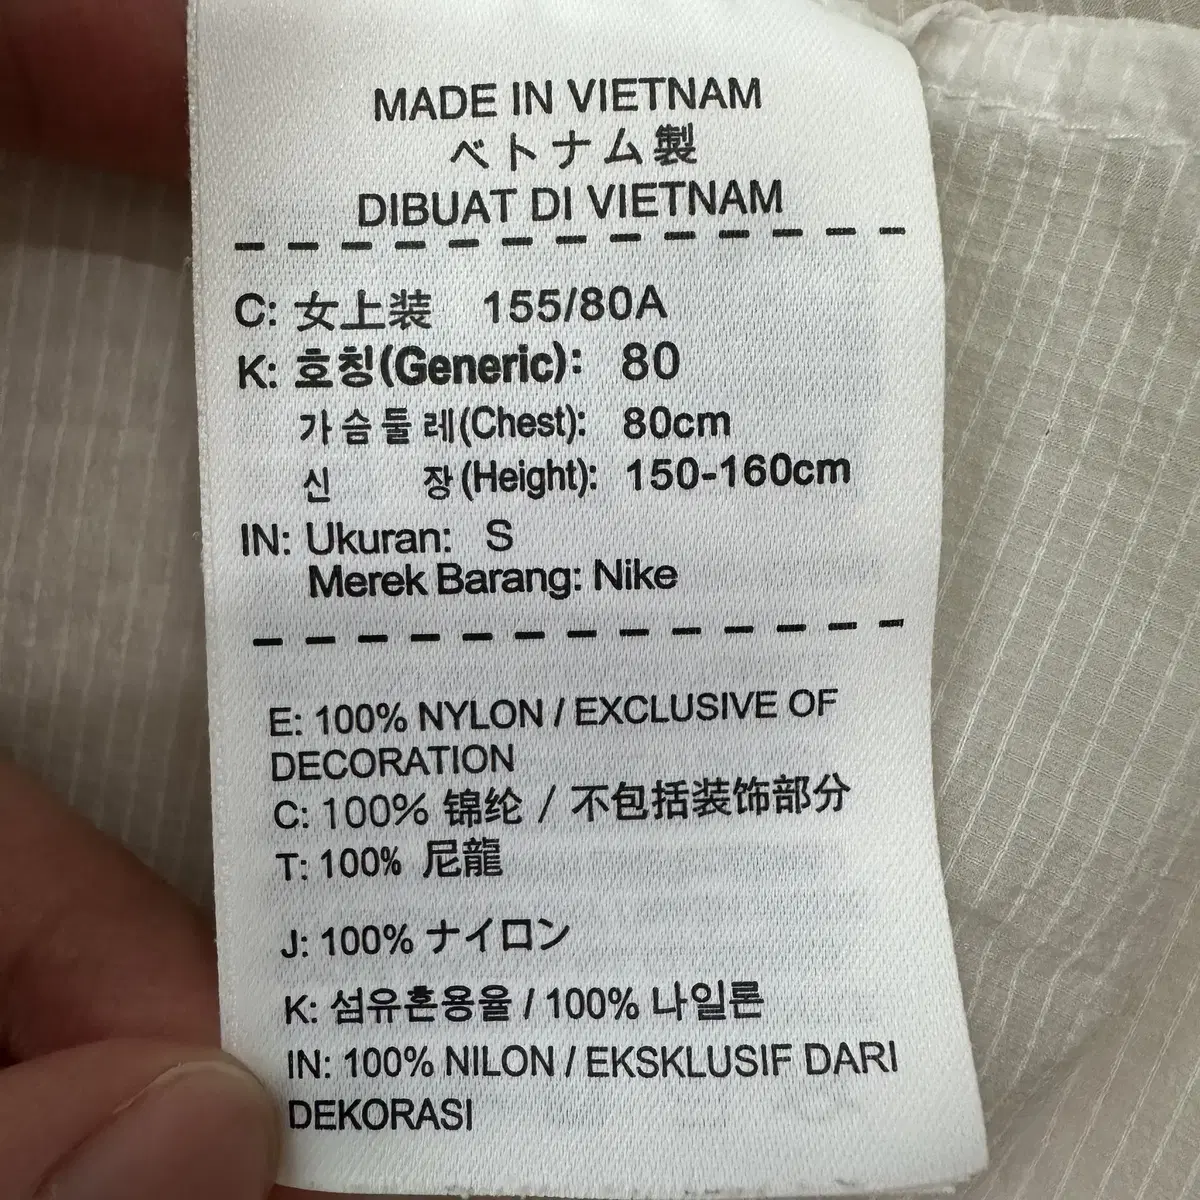 MADE IN VIETNAM
ベトナム製
DIBUAT DI VIETNAM
C: 女上装 155/80A
K: 호칭(Generic): 80
가슴둘레(Chest): 80cm
신 장(Height): 150-160cm
IN: Ukuran: S
Merek Barang: Nike
E: 100% NYLON / EXCLUSIVE OF
DECORATION
C: 100% 锦纶 / 不包括装饰部分
T: 100% 尼龍
J: 100% ナイロン
K: 섬유혼용율 / 100% 나일론
IN: 100% NILON / EKSKLUSIF DARI
DEKORASI